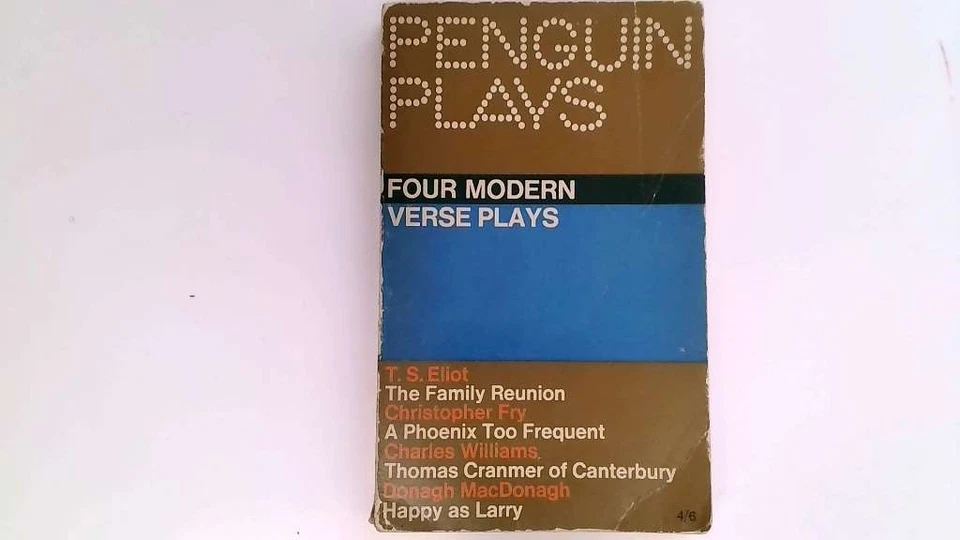 PENGUIN
PLAYS
FOUR MODERN
VERSE PLAYS
T. S. Eliot
The Family Reunion
Christopher Fry
A Phoenix Too Frequent
Charles Williams
Thomas Cranmer of Canterbury
Donagh MacDonagh
Happy as Larry
4/6